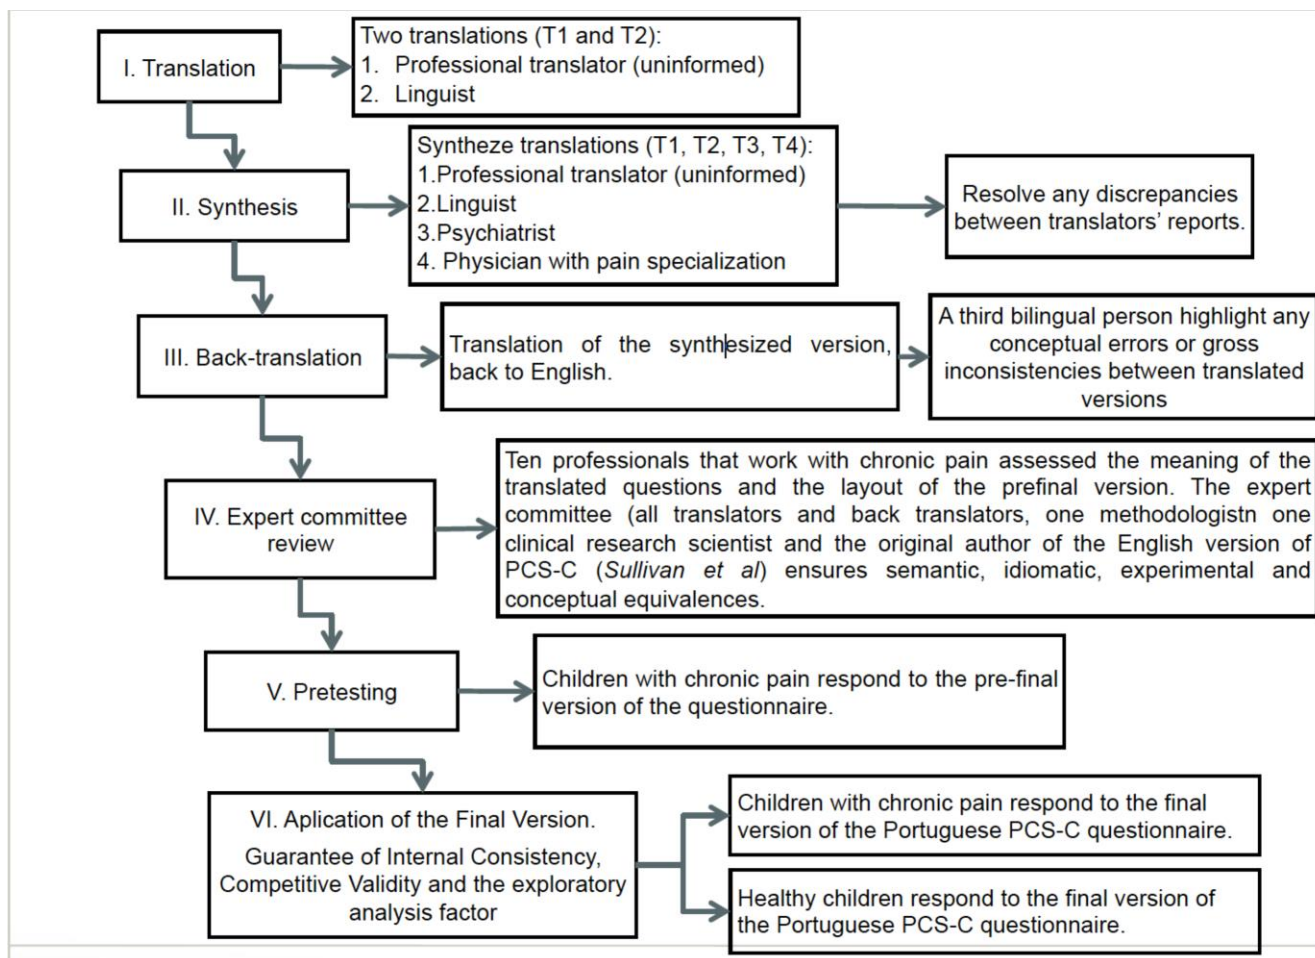 I. Translation
Two translations (T1 and T2):
1. Professional translator (uninformed)
2. Linguist
II. Synthesis
Syntheze translations (T1, T2, T3, T4):
1.Professional translator (uninformed)
2.Linguist
3.Psychiatrist
4. Physician with pain specialization
Resolve any discrepancies
between translators’ reports.
III. Back-translation
Translation of the synthesized version,
back to English.
A third bilingual person highlight any
conceptual errors or gross
inconsistencies between translated
versions
IV. Expert committee
review
Ten professionals that work with chronic pain assessed the meaning of the
translated questions and the layout of the prefinal version. The expert
committee (all translators and back translators, one methodologistn one
clinical research scientist and the original author of the English version of
PCS-C (Sullivan et al) ensures semantic, idiomatic, experimental and
conceptual equivalences.
V. Pretesting
Children with chronic pain respond to the pre-final
version of the questionnaire.
VI. Aplication of the Final Version.
Guarantee of Internal Consistency,
Competitive Validity and the exploratory
analysis factor
Children with chronic pain respond to the final
version of the Portuguese PCS-C questionnaire.
Healthy children respond to the final version of
the Portuguese PCS-C questionnaire.